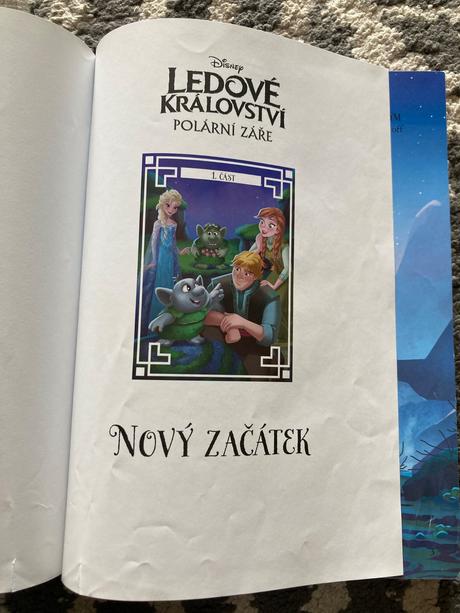 Disney
LEDOVÉ
KRÁLOVSTVÍ
POLÁRNÍ ZÁŘE
1. ČÁST
NOVÝ ZAČÁTEK